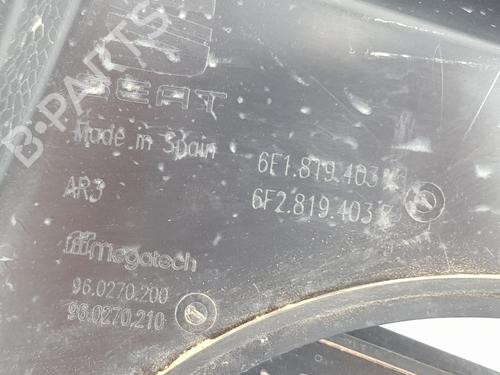 B-PARTS
SEAT
Made in Spain
6F1.819.403
6F2.819.403
AR3
Megatech
96.0270.200
96.0270.210